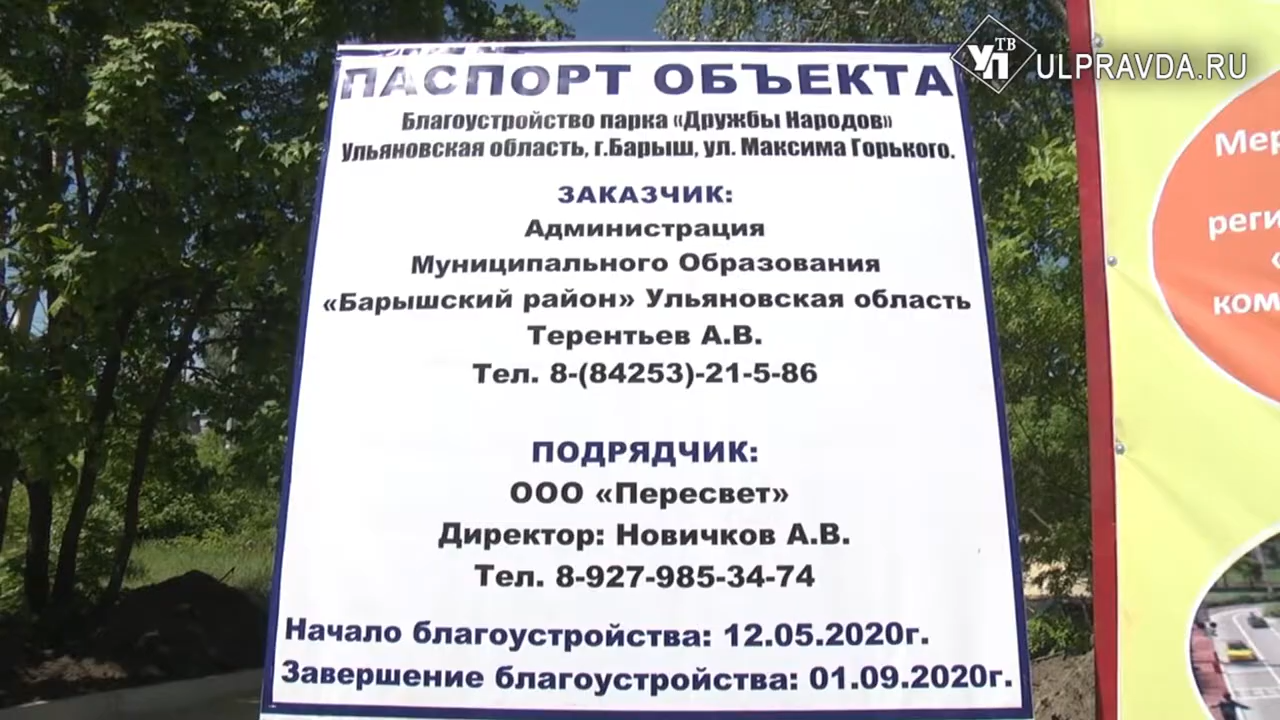 ПАСПОРТ ОБЪЕКТА
Благоустройство парка «Дружбы Народов»
Ульяновская область, г.Барыш, ул. Максима Горького.
ЗАКАЗЧИК:
Администрация
Муниципального Образования
«Барышский район» Ульяновская область
Терентьев А.В.
Тел. 8-(84253)-21-5-86
ПОДРЯДЧИК:
ООО «Пересвет»
Директор: Новичков А.В.
Тел. 8-927-985-34-74
Начало благоустройства: 12.05.2020г.
Завершение благоустройства: 01.09.2020г.
УП ТВ ULPRAVDA.RU